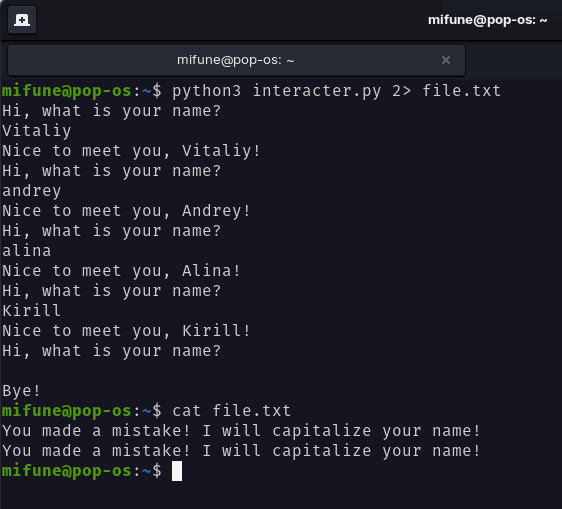 mifune@pop-os: ~
mifune@pop-os: ~ ×
mifune@pop-os:~$ python3 interacter.py 2> file.txt
Hi, what is your name?
Vitaliy
Nice to meet you, Vitaliy!
Hi, what is your name?
andrey
Nice to meet you, Andrey!
Hi, what is your name?
alina
Nice to meet you, Alina!
Hi, what is your name?
Kirill
Nice to meet you, Kirill!
Hi, what is your name?
Bye!
mifune@pop-os:~$ cat file.txt
You made a mistake! I will capitalize your name!
You made a mistake! I will capitalize your name!
mifune@pop-os:~$